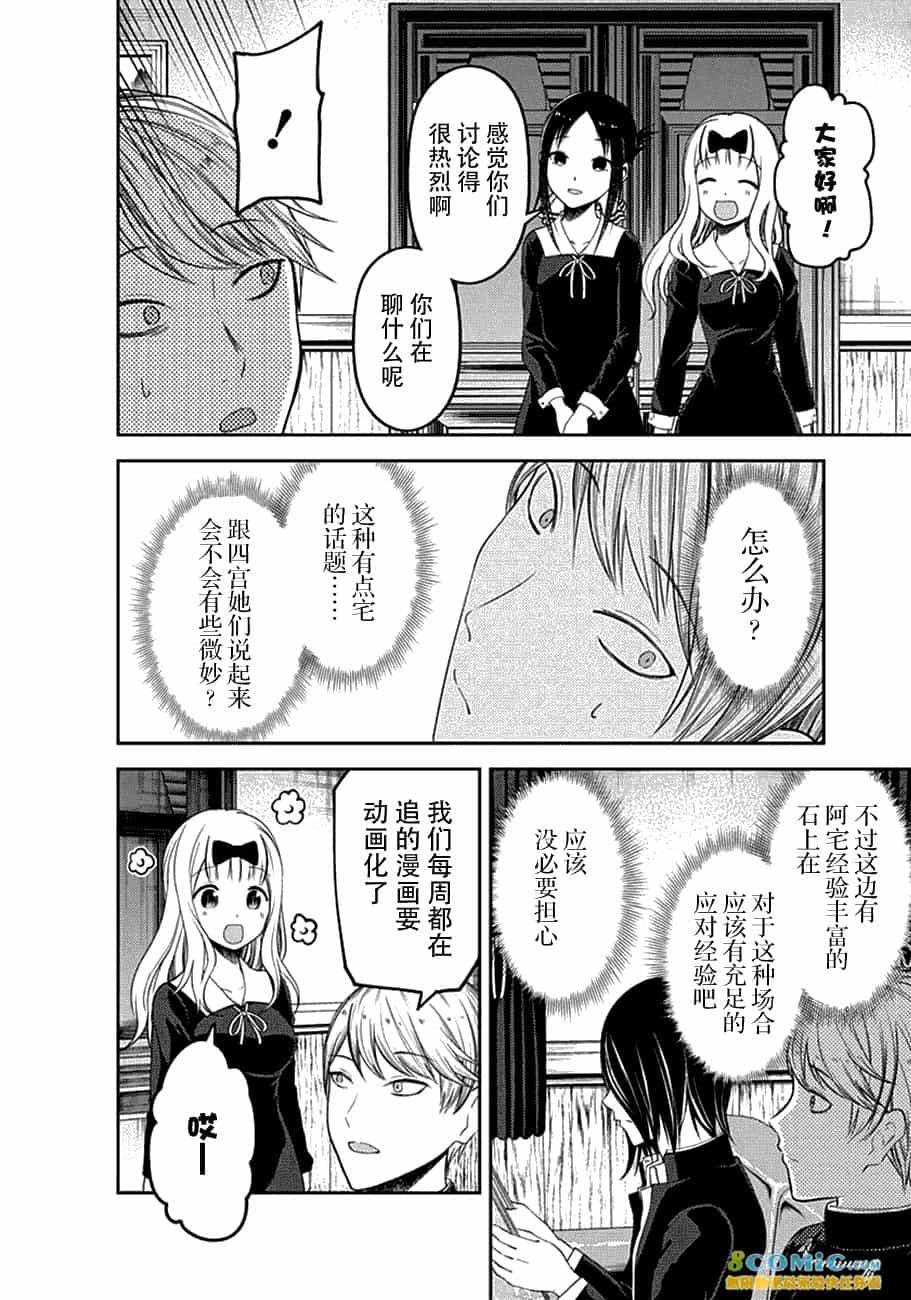 大家好啊！
感觉你们
讨论得
很热烈啊
你们在
聊什么呢
！
怎么办？
这种有点宅
的话题……
跟四宫她们说起来
会不会有些微妙？
不过这边有
阿宅经验丰富的
石上在
对于这种场合
应该有充足的
应对经验吧
应该
没必要担心
我们每周都在
追的漫画要
动画化了
哎ー
8COMiC